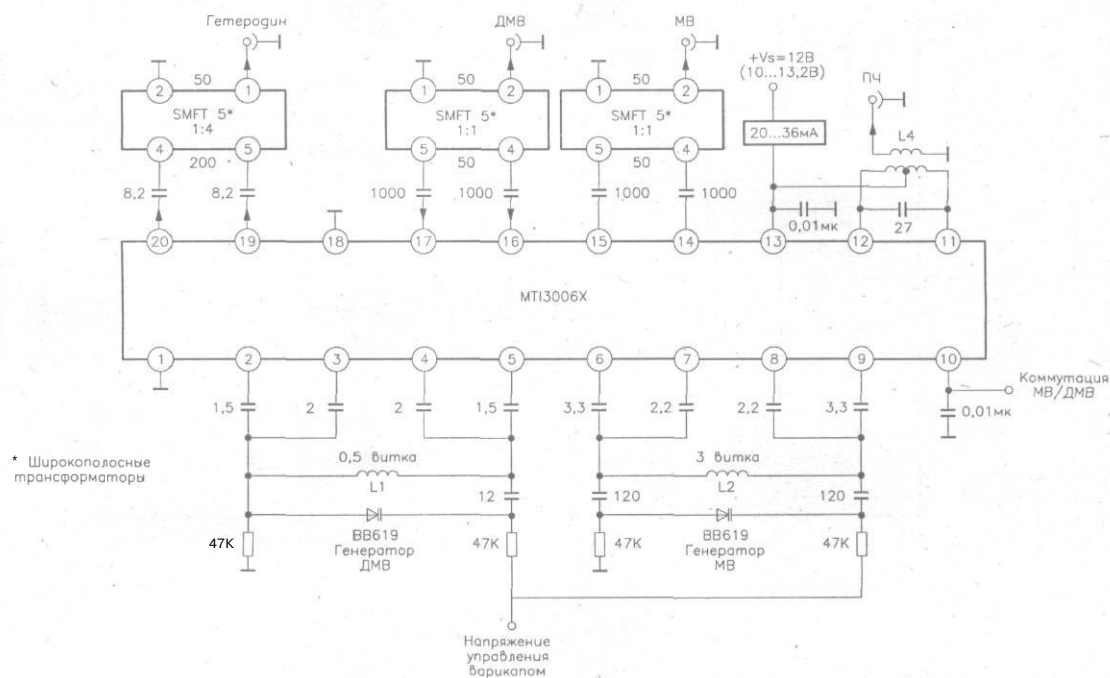 Гетеродин
ДМВ
МВ
+Vs=12В
(10...13,2В)
ПЧ
2
50
1
1
50
2
1
50
2
SMFT 5*
1:4
SMFT 5*
1:1
SMFT 5*
1:1
20...36мА
L4
4
200
5
5
50
4
5
50
4
8,2
8,2
1000
1000
1000
1000
0,01мк
27
20
19
18
17
16
15
14
13
12
11
MTI3006X
1
2
3
4
5
6
7
8
9
10
Коммутация
МВ/ДМВ
1,5
2
2
1,5
3,3
2,2
2,2
3,3
0,01мк
* Широкополосные
трансформаторы
0,5 витка
3 витка
L1
12
120
L2
120
47К
BB619
Генератор
ДМВ
47К
47К
BB619
Генератор
МВ
47К
Напряжение
управления
варикапом